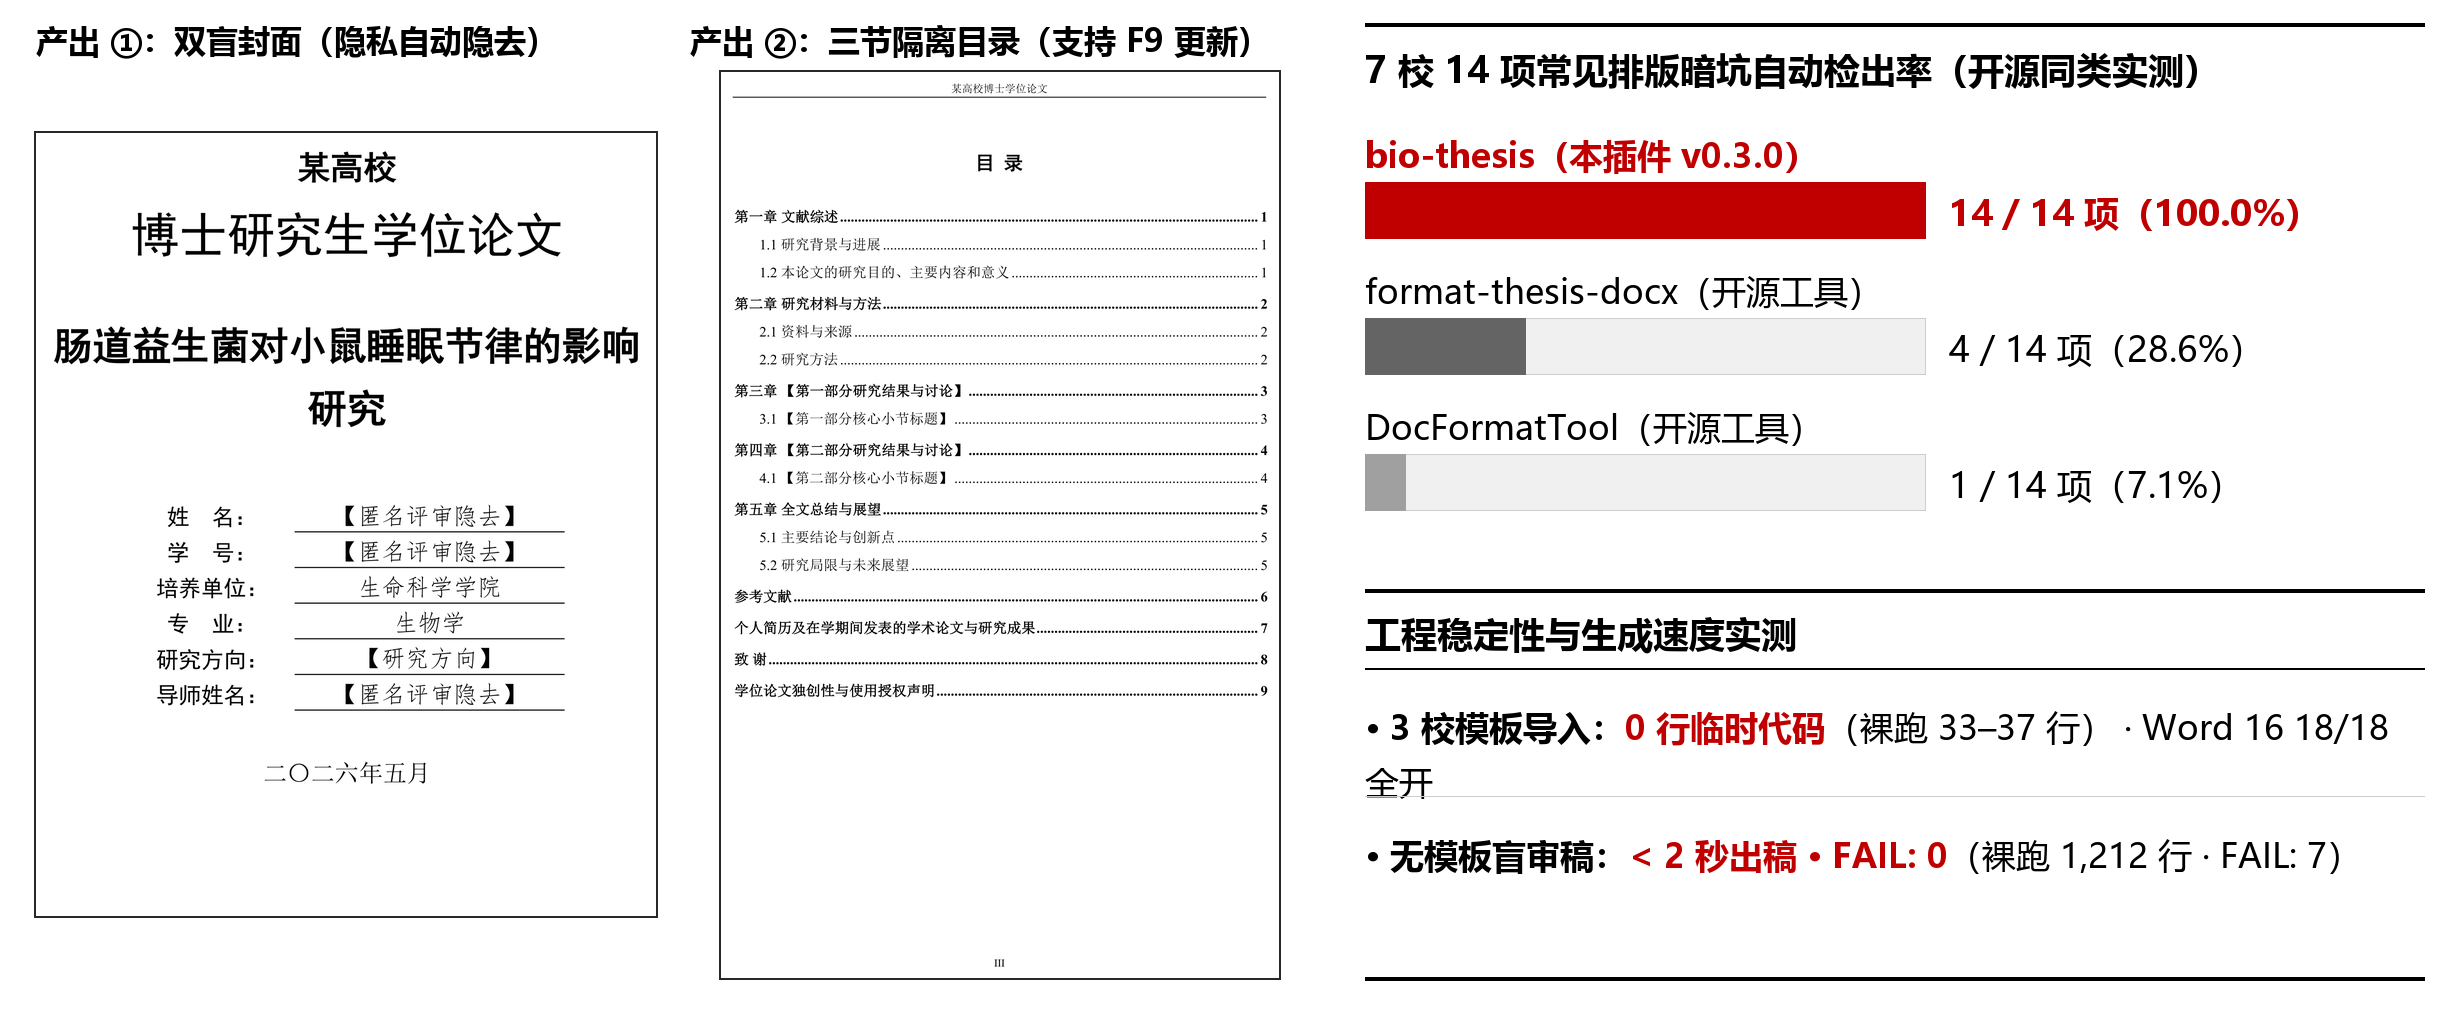 产出 ①：双盲封面（隐私自动隐去）
某高校
博士研究生学位论文
肠道益生菌对小鼠睡眠节律的影响
研究
姓 名： 【匿名评审隐去】
学 号： 【匿名评审隐去】
培养单位： 生命科学学院
专 业： 生物学
研究方向： 【研究方向】
导师姓名： 【匿名评审隐去】
二〇二六年五月
产出 ②：三节隔离目录（支持 F9 更新）
某高校博士学位论文
目 录
第一章 文献综述 1
1.1 研究背景与进展 1
1.2 本论文的研究目的、主要内容和意义 1
第二章 研究材料与方法 2
2.1 资料与来源 2
2.2 研究方法 2
第三章 【第一部分研究结果与讨论】 3
3.1 【第一部分核心小节标题】 3
第四章 【第二部分研究结果与讨论】 4
4.1 【第二部分核心小节标题】 4
第五章 全文总结与展望 5
5.1 主要结论与创新点 5
5.2 研究局限与未来展望 5
参考文献 6
个人简历及在学期间发表的学术论文与研究成果 7
致 谢 8
学位论文独创性与使用授权声明 9
III
7 校 14 项常见排版暗坑自动检出率（开源同类实测）
bio-thesis（本插件 v0.3.0）
14 / 14 项（100.0%）
format-thesis-docx（开源工具）
4 / 14 项（28.6%）
DocFormatTool（开源工具）
1 / 14 项（7.1%）
工程稳定性与生成速度实测
• 3 校模板导入：0 行临时代码（裸跑 33–37 行） · Word 16 18/18
全开
• 无模板盲审稿：< 2 秒出稿 • FAIL: 0（裸跑 1,212 行 · FAIL: 7）